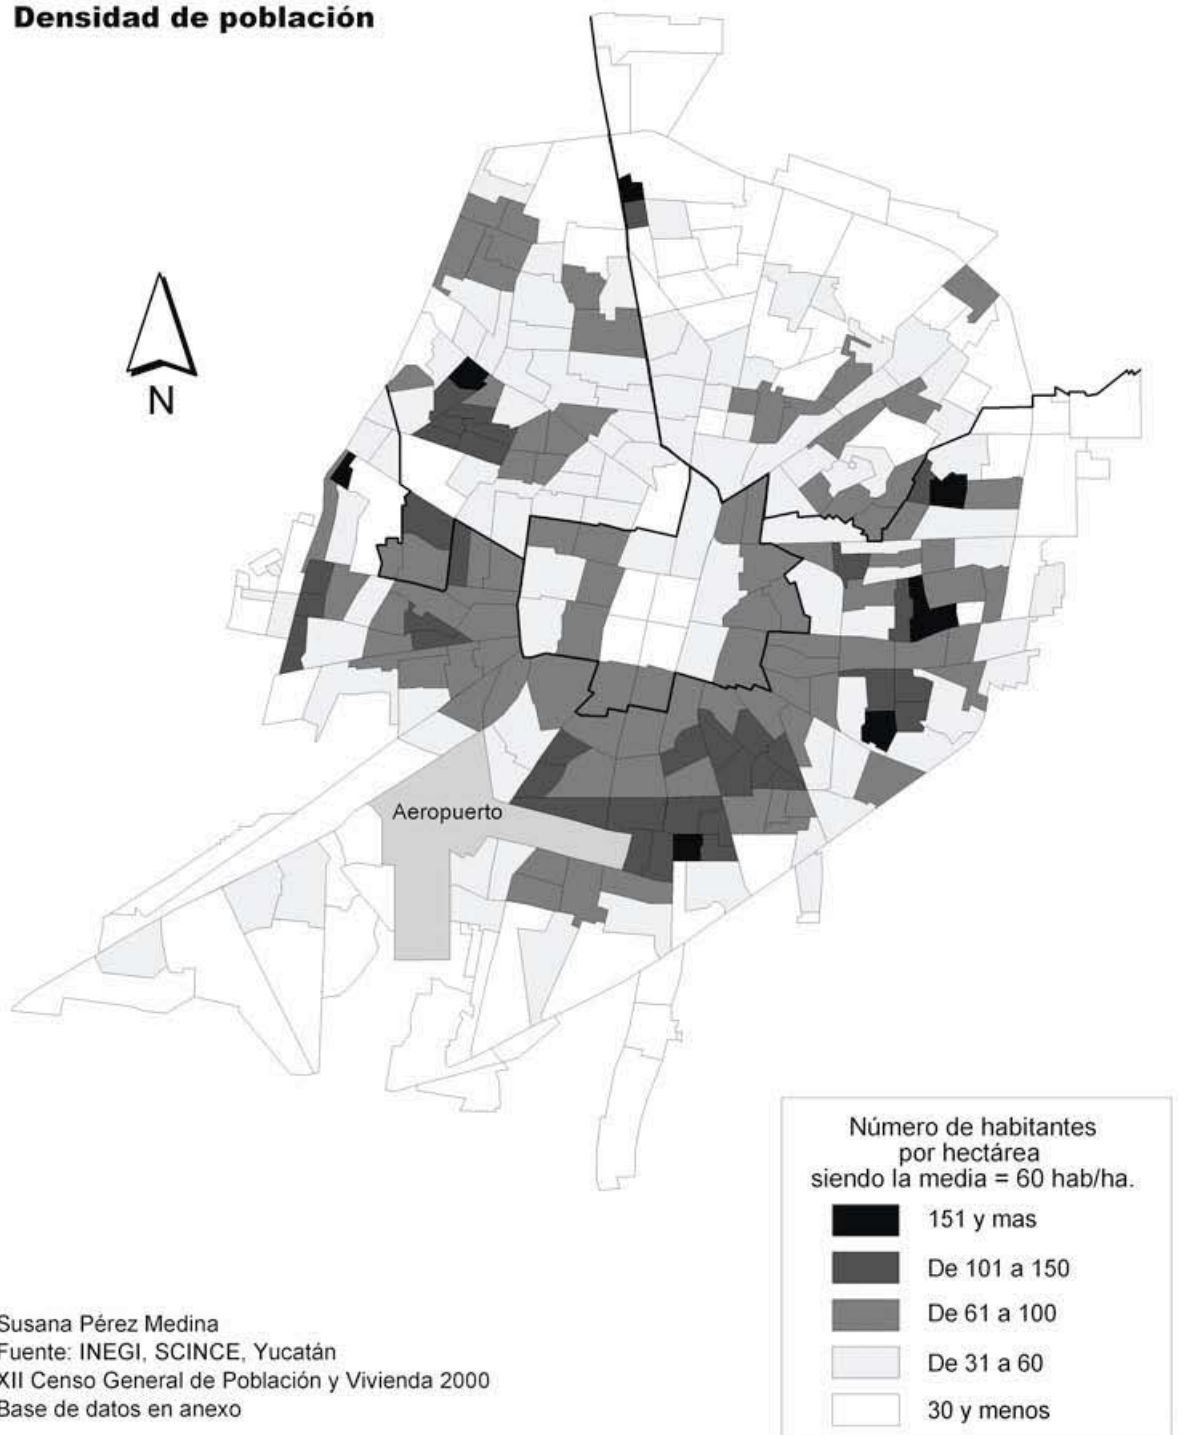 Densidad de población
N
Aeropuerto
Número de habitantes
por hectárea
siendo la media = 60 hab/ha.
151 y mas
De 101 a 150
De 61 a 100
De 31 a 60
30 y menos
Susana Pérez Medina
Fuente: INEGI, SCINCE, Yucatán
XII Censo General de Población y Vivienda 2000
Base de datos en anexo